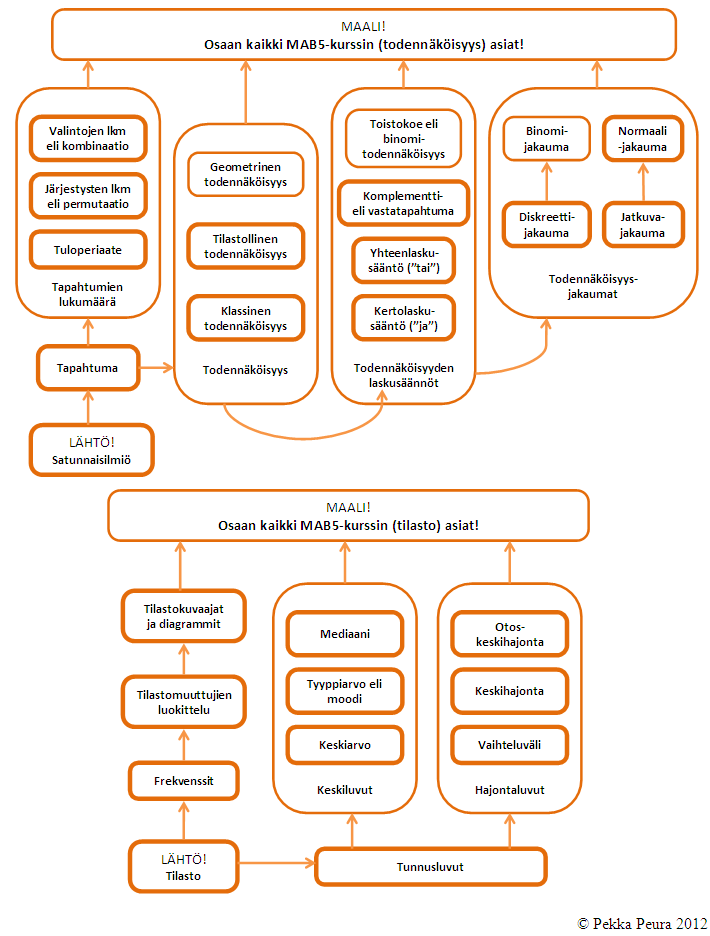 MAALI!
Osaan kaikki MAB5-kurssin (todennäköisyys) asiat!
Valintojen lkm
eli kombinaatio
Järjestysten lkm
eli permutaatio
Tuloperiaate
Tapahtumien
lukumäärä
Tapahtuma
LÄHTÖ!
Satunnaisilmiö
Geometrinen
todennäköisyys
Tilastollinen
todennäköisyys
Klassinen
todennäköisyys
Todennäköisyys
Toistokoe eli
binomi-
todennäköisyys
Komplementti-
eli vastatapahtuma
Yhteenlasku-
sääntö ("tai")
Kertolasku-
sääntö ("ja")
Todennäköisyyden
laskusäännöt
Binomi-
jakauma
Normaali
-jakauma
Diskreetti-
jakauma
Jatkuva-
jakauma
Todennäköisyys-
jakaumat
MAALI!
Osaan kaikki MAB5-kurssin (tilasto) asiat!
Tilastokuvaajat
ja diagrammit
Tilastomuuttujien
luokittelu
Frekvenssit
LÄHTÖ!
Tilasto
Mediaani
Tyyppiarvo eli
moodi
Keskiarvo
Keskiluvut
Otos-
keskihajonta
Keskihajonta
Vaihteluväli
Hajontaluvut
Tunnusluvut
© Pekka Peura 2012